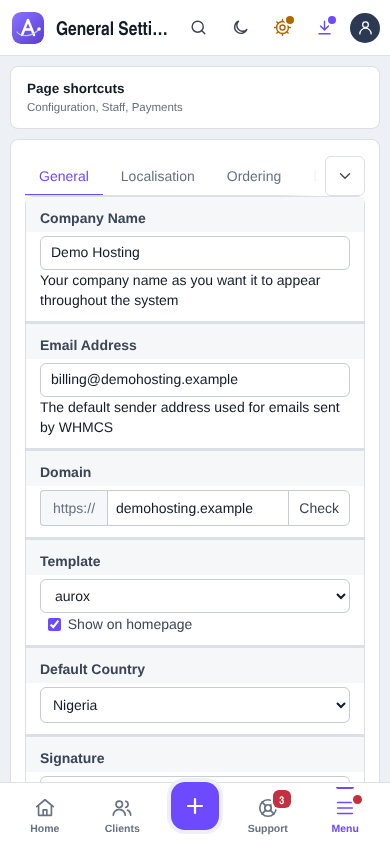 General Setti...
Page shortcuts
Configuration, Staff, Payments
General
Localisation
Ordering
Company Name
Demo Hosting
Your company name as you want it to appear
throughout the system
Email Address
billing@demohosting.example
The default sender address used for emails sent
by WHMCS
Domain
https://
demohosting.example
Check
Template
aurox
Show on homepage
Default Country
Nigeria
Signature
3
Home
Clients
Support
Menu